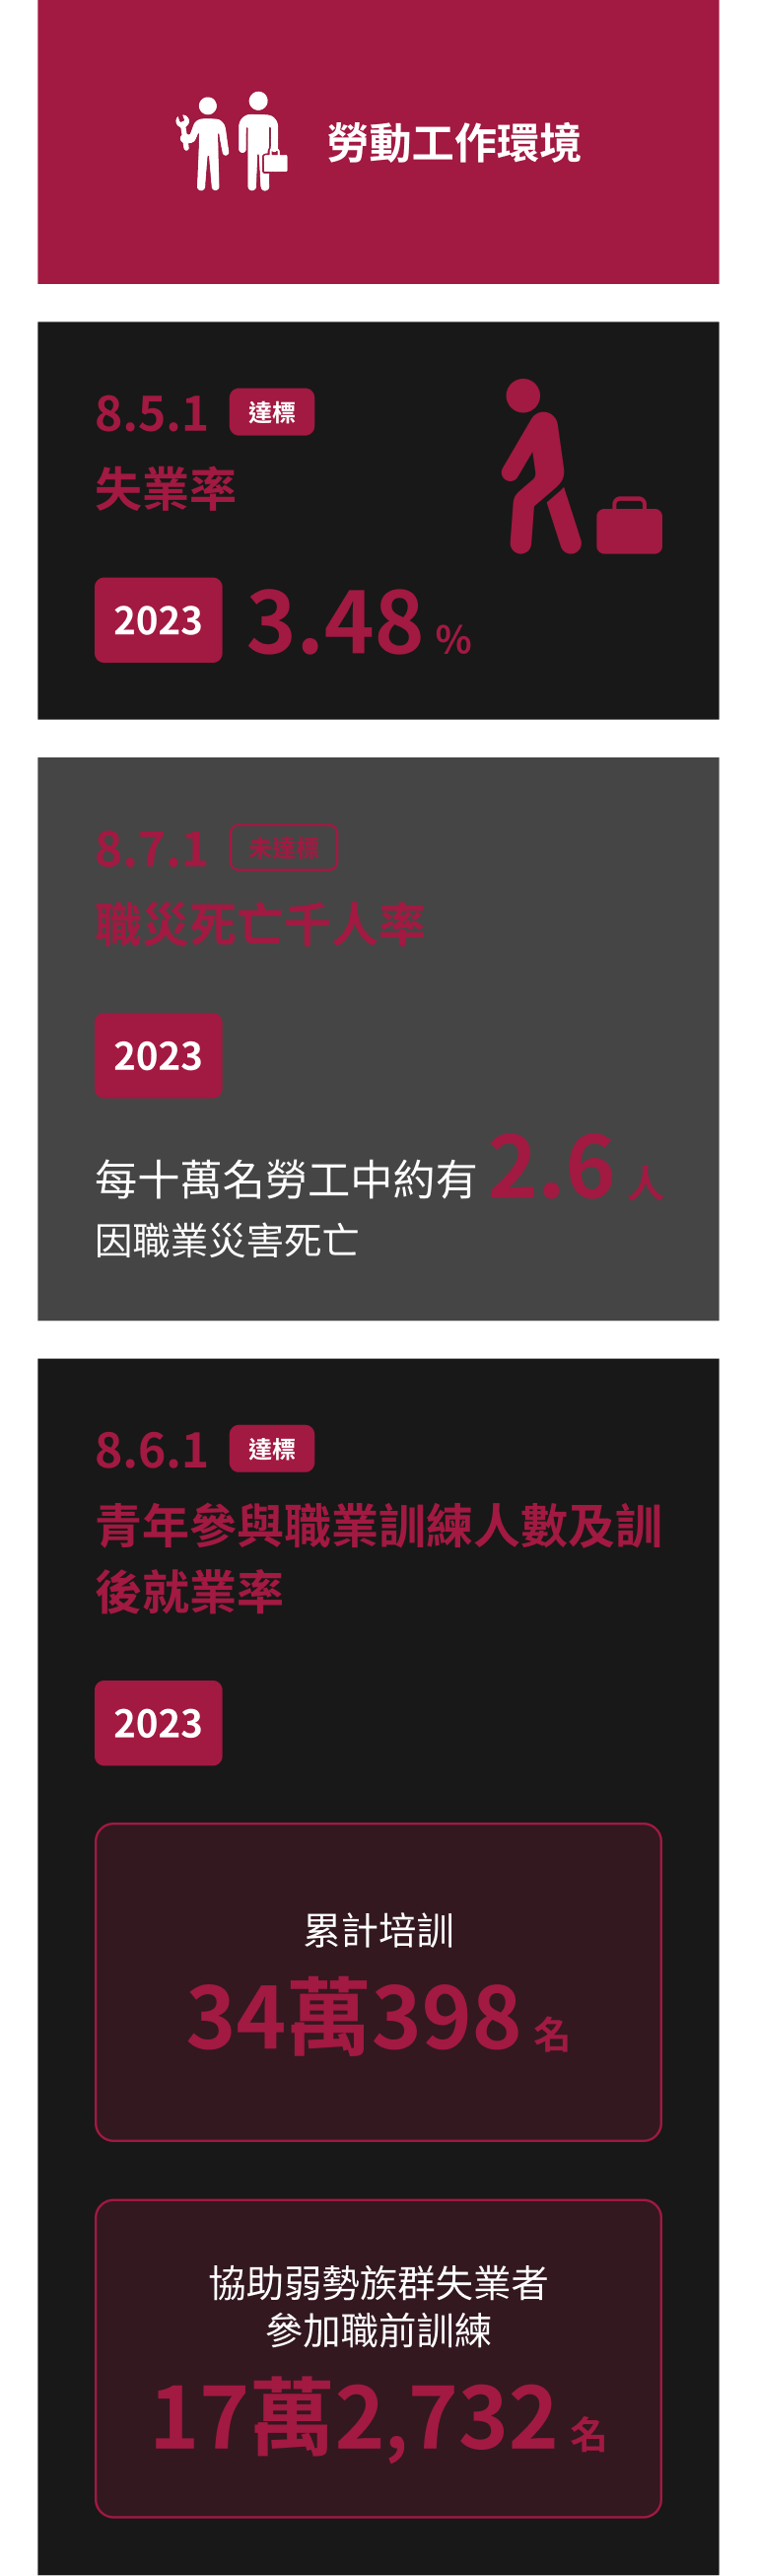 勞動工作環境
8.5.1 達標
失業率
2023 3.48 %
8.7.1 未達標
職災死亡千人率
2023
每十萬名勞工中約有 2.6 人
因職業災害死亡
8.6.1 達標
青年參與職業訓練人數及訓
後就業率
2023
累計培訓
34萬398 名
協助弱勢族群失業者
參加職前訓練
17萬2,732 名